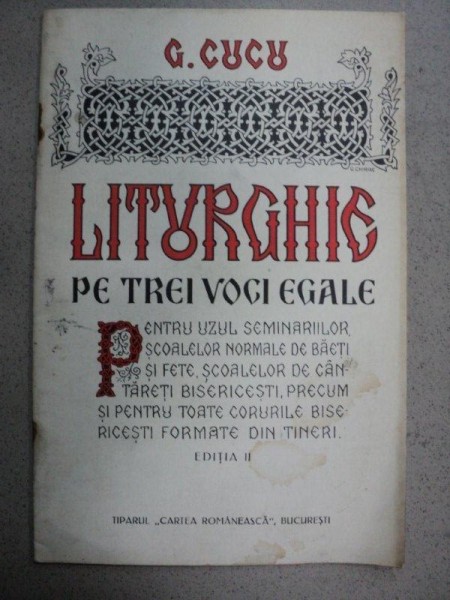 G. CUCU
LITURGHIE
PE TREI VOCI EGALE
PENTRU UZUL SEMINARIILOR,
ȘCOALELOR NORMALE DE BĂEȚI
ȘI FETE, ȘCOALELOR DE CÂN-
TĂREȚI BISERICEȘTI, PRECUM
ȘI PENTRU TOATE CORURILE BISE-
RICEȘTI FORMATE DIN TINERI.
EDIȚIA II
TIPARUL „CARTEA ROMÂNEASCĂ”, BUCUREȘTI